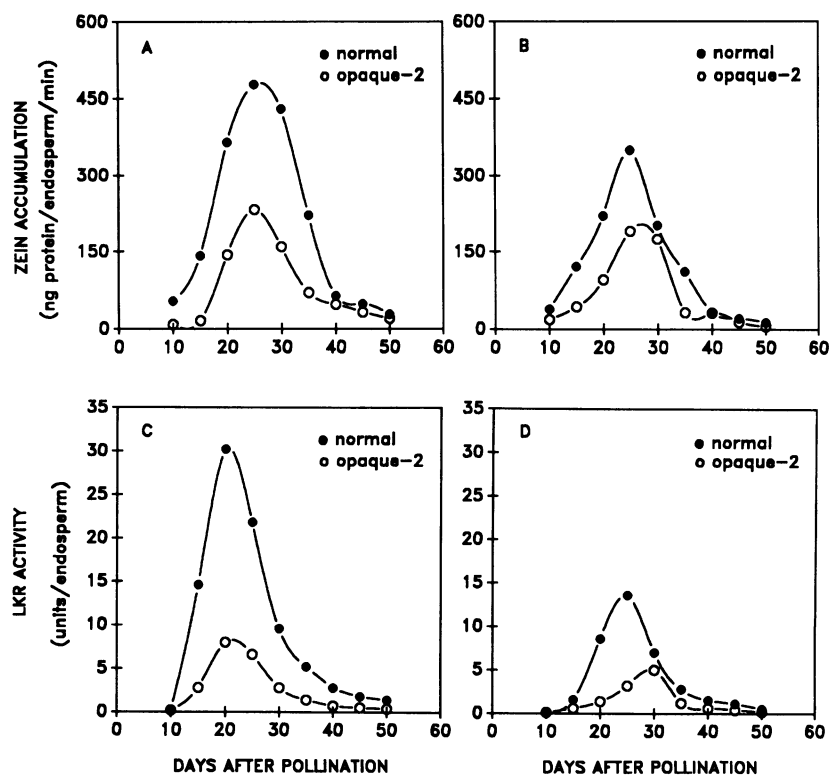 ZEIN ACCUMULATION
(ng protein/endosperm/min)
600
450
300
150
0
A
normal
opaque-2
0 10 20 30 40 50 60
600
450
300
150
0
B
normal
opaque-2
0 10 20 30 40 50 60
LKR ACTIVITY
(units/endosperm)
35
30
25
20
15
10
5
0
C
normal
opaque-2
0 10 20 30 40 50 60
DAYS AFTER POLLINATION
35
30
25
20
15
10
5
0
D
normal
opaque-2
0 10 20 30 40 50 60
DAYS AFTER POLLINATION